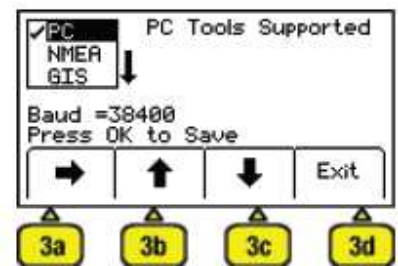 ✓PC PC Tools Supported
NMEA
GIS
Baud =38400
Press OK to Save
Exit
3a 3b 3c 3d